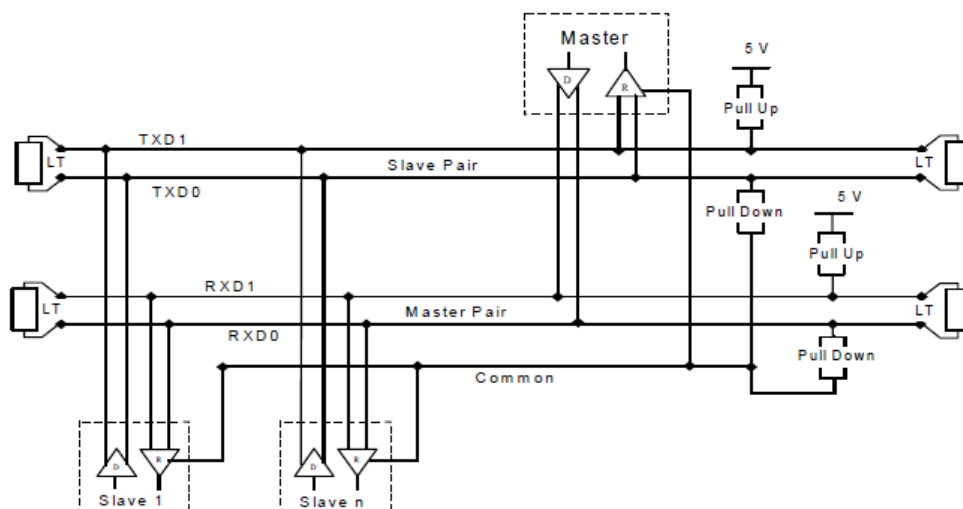 Master
D
R
5 V
Pull Up
TXD1
LT
Slave Pair
LT
TXD0
5 V
Pull Down
Pull Up
RXD1
LT
Master Pair
LT
RXD0
Pull Down
Common
D
R
D
R
Slave 1
Slave n